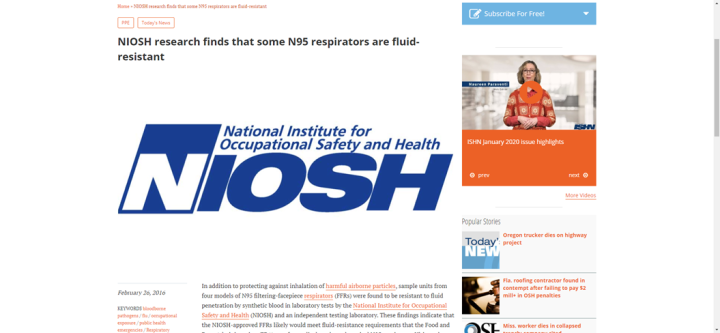 Home » NIOSH research finds that some N95 respirators are fluid-resistant
PPE
Today's News
NIOSH research finds that some N95 respirators are fluid-
resistant
National Institute for
Occupational Safety and Health
NIOSH
February 26, 2016
KEYWORDS bloodborne
pathogens / N95 / occupational
exposure / public health
emergencies / Respiratory
In addition to protecting against inhalation of harmful airborne particles, sample units from
four models of N95 filtering-facepiece respirators (FFRs) were found to be resistant to fluid
penetration by synthetic blood in laboratory tests by the National Institute for Occupational
Safety and Health (NIOSH) and an independent testing laboratory. These findings indicate that
the NIOSH-approved FFRs likely would meet fluid-resistance requirements that the Food and
Subscribe For Free!
Maureen Paraventi
ISHN
ISHN January 2020 issue highlights
prev
next
More Videos
Popular Stories
Today's
NEWS
Oregon trucker dies on highway
project
Fla. roofing contractor found in
contempt after failing to pay $2
mil+ in OSH penalties
OSH
Miss. worker dies in collapsed